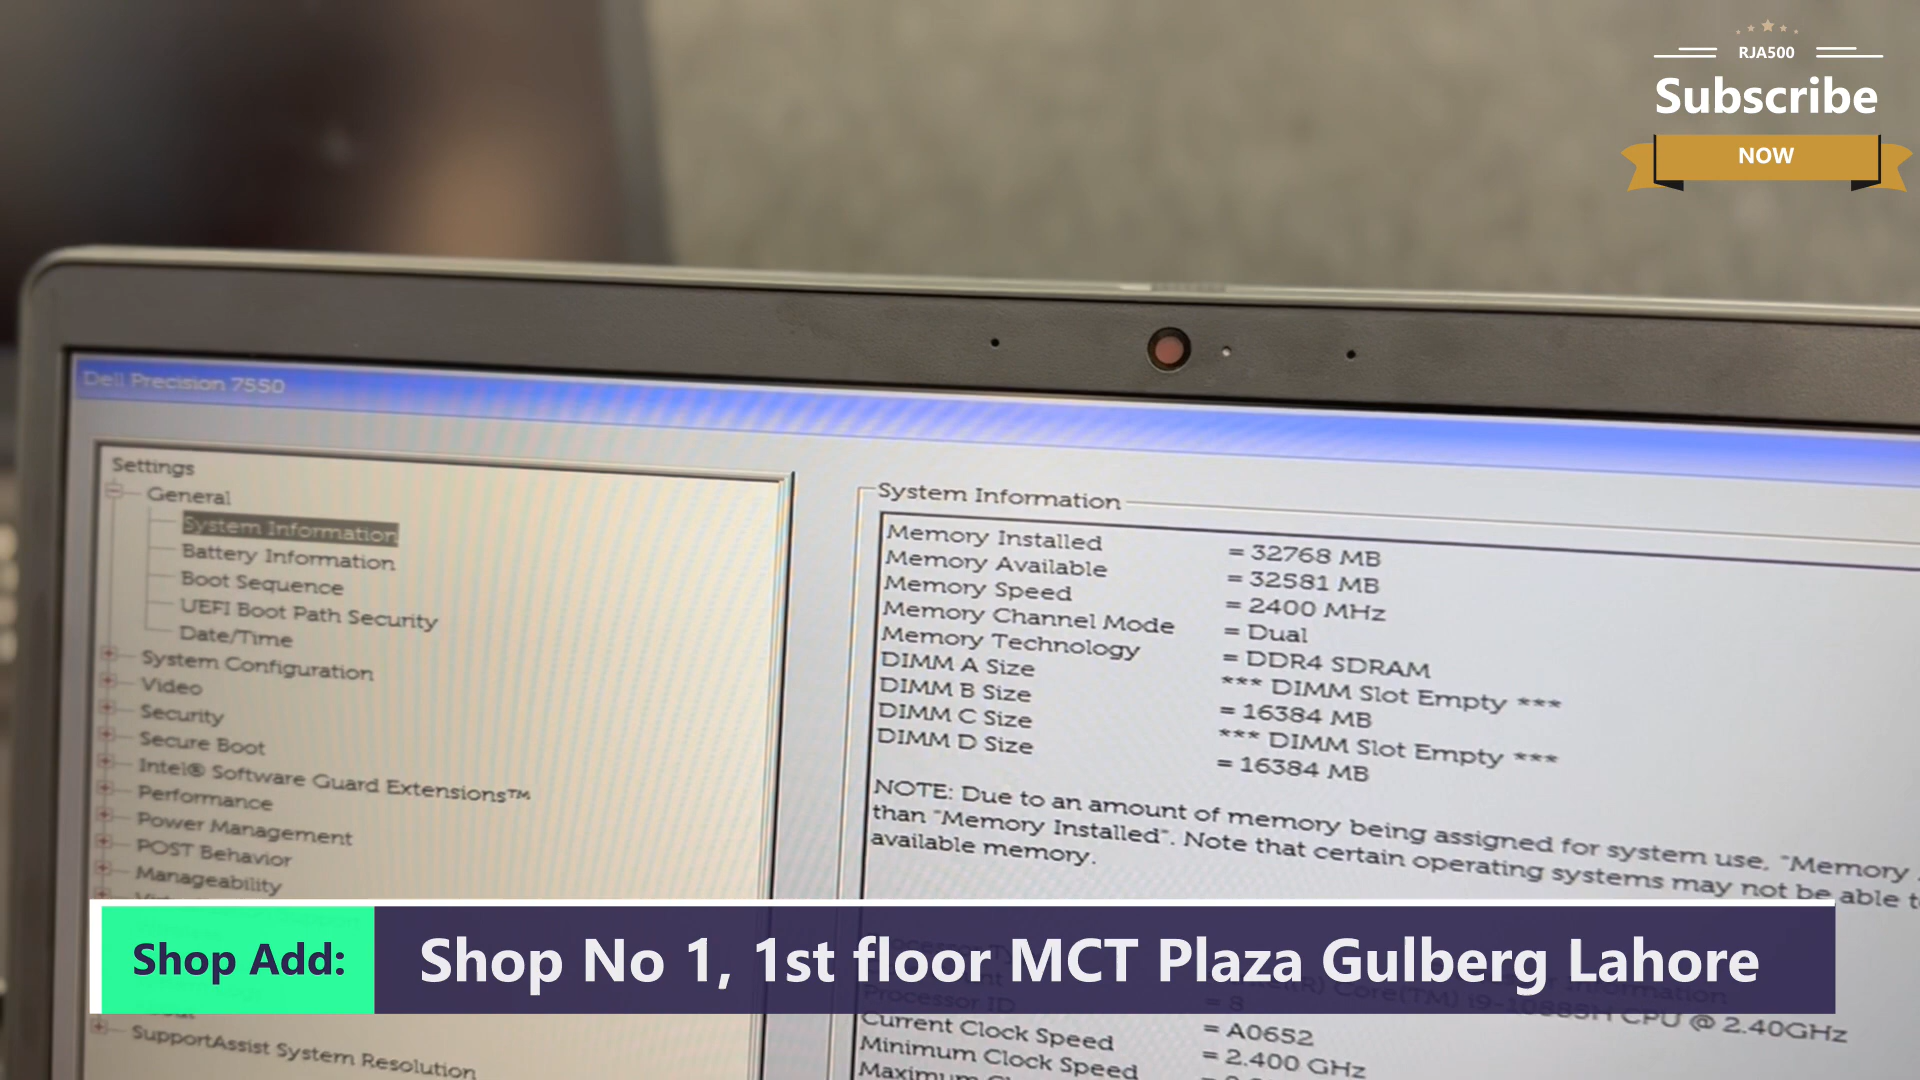 RJA500
Subscribe
NOW
Dell Precision 7550
Settings
General
System Information
Battery Information
Boot Sequence
UEFI Boot Path Security
Date/Time
System Configuration
Video
Security
Secure Boot
Intel® Software Guard Extensions™
Performance
Power Management
POST Behavior
Manageability
SupportAssist System Resolution
System Information
Memory Installed = 32768 MB
Memory Available = 32581 MB
Memory Speed = 2400 MHz
Memory Channel Mode = Dual
Memory Technology = DDR4 SDRAM
DIMM A Size *** DIMM Slot Empty ***
DIMM B Size = 16384 MB
DIMM C Size *** DIMM Slot Empty ***
DIMM D Size = 16384 MB
NOTE: Due to an amount of memory being assigned for system use, "Memory
than "Memory Installed". Note that certain operating systems may not be able
available memory.
Shop Add: Shop No 1, 1st floor MCT Plaza Gulberg Lahore
CPU @ 2.40GHz
= 8
Processor ID = A0652
Current Clock Speed = 2.400 GHz
Minimum Clock Speed